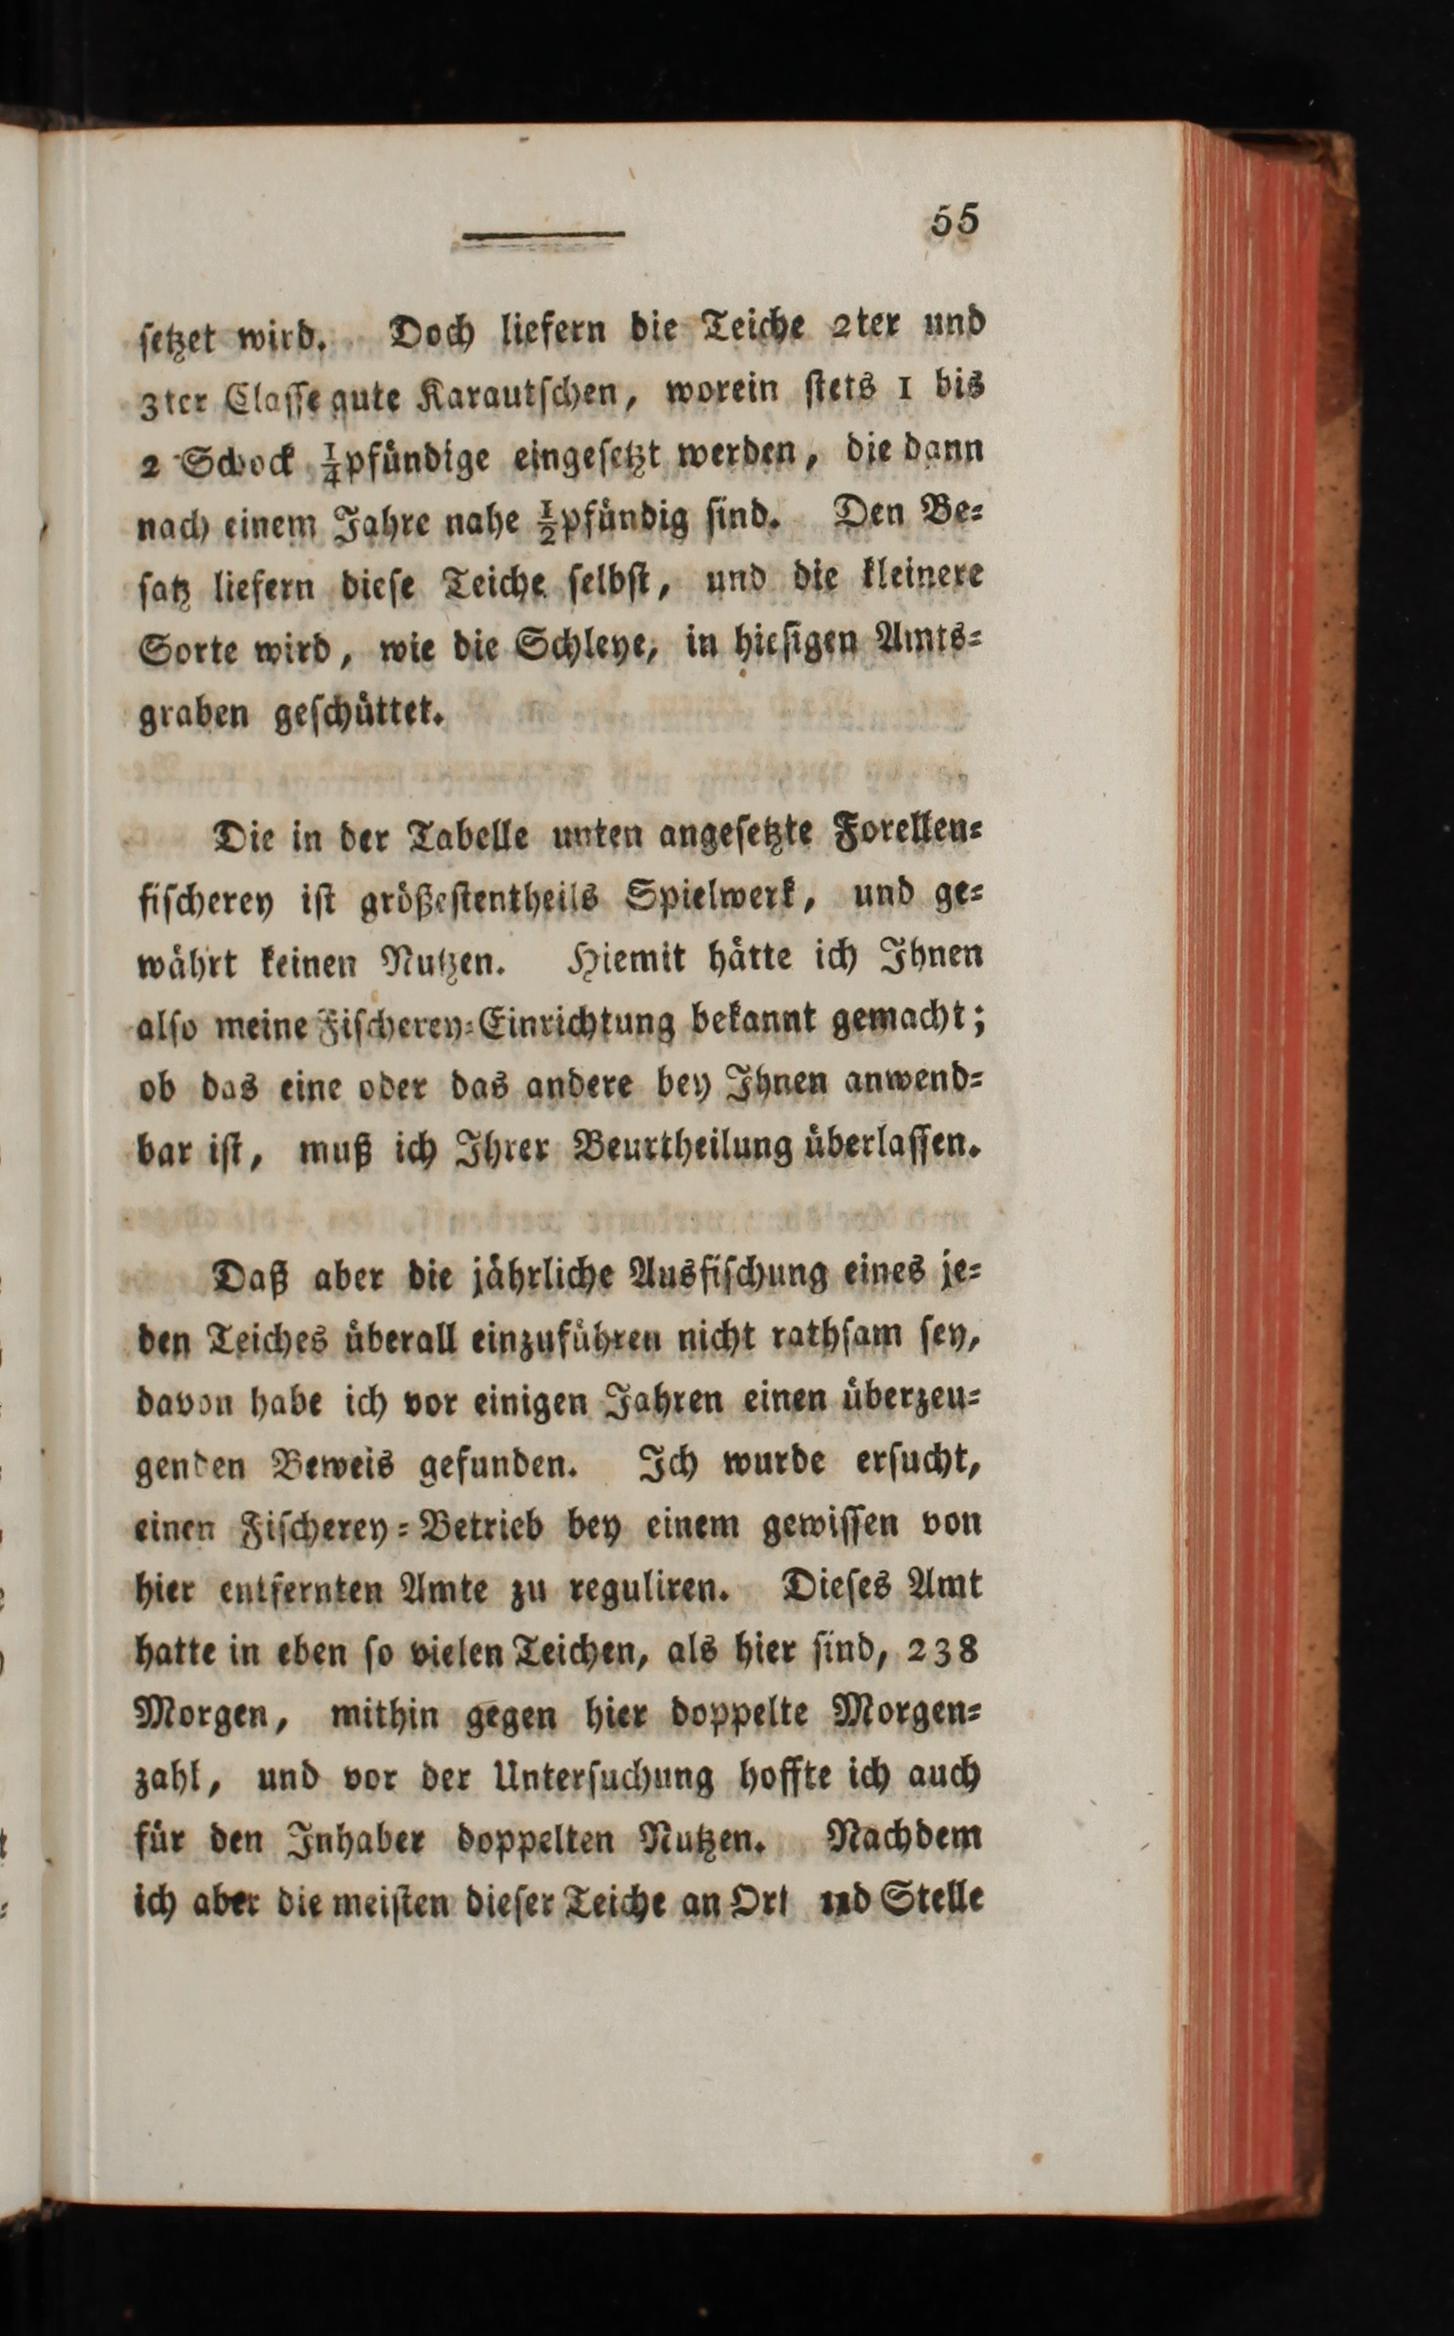 55
ſetzet wird. Doch liefern die Teiche 2ter und
3ter Claſſe gute Karautſchen, worein ſtets 1 bis
2 Schock ¼pfündige eingeſetzt werden, die dann
nach einem Jahre nahe ½pfündig ſind. Den Be⸗
ſatz liefern dieſe Teiche ſelbſt, und die kleinere
Sorte wird, wie die Schleye, in hieſigen Amts⸗
graben geſchüttet.
Die in der Tabelle unten angeſetzte Forellen⸗
fiſcherey iſt größeſtentheils Spielwerk, und ge⸗
währt keinen Nutzen. Hiemit hätte ich Ihnen
alſo meine Fiſcherey⸗Einrichtung bekannt gemacht;
ob das eine oder das andere bey Ihnen anwend⸗
bar iſt, muß ich Ihrer Beurtheilung überlaſſen.
Daß aber die jährliche Ausfiſchung eines je⸗
den Teiches überall einzuführen nicht rathſam ſey,
davon habe ich vor einigen Jahren einen überzeu⸗
genden Beweis gefunden. Ich wurde erſucht,
einen Fiſcherey⸗Betrieb bey einem gewiſſen von
hier entfernten Amte zu reguliren. Dieſes Amt
hatte in eben ſo vielen Teichen, als hier ſind, 238
Morgen, mithin gegen hier doppelte Morgen⸗
zahl, und vor der Unterſuchung hoffte ich auch
für den Inhaber doppelten Nutzen. Nachdem
ich aber die meiſten dieſer Teiche an Ort und Stelle